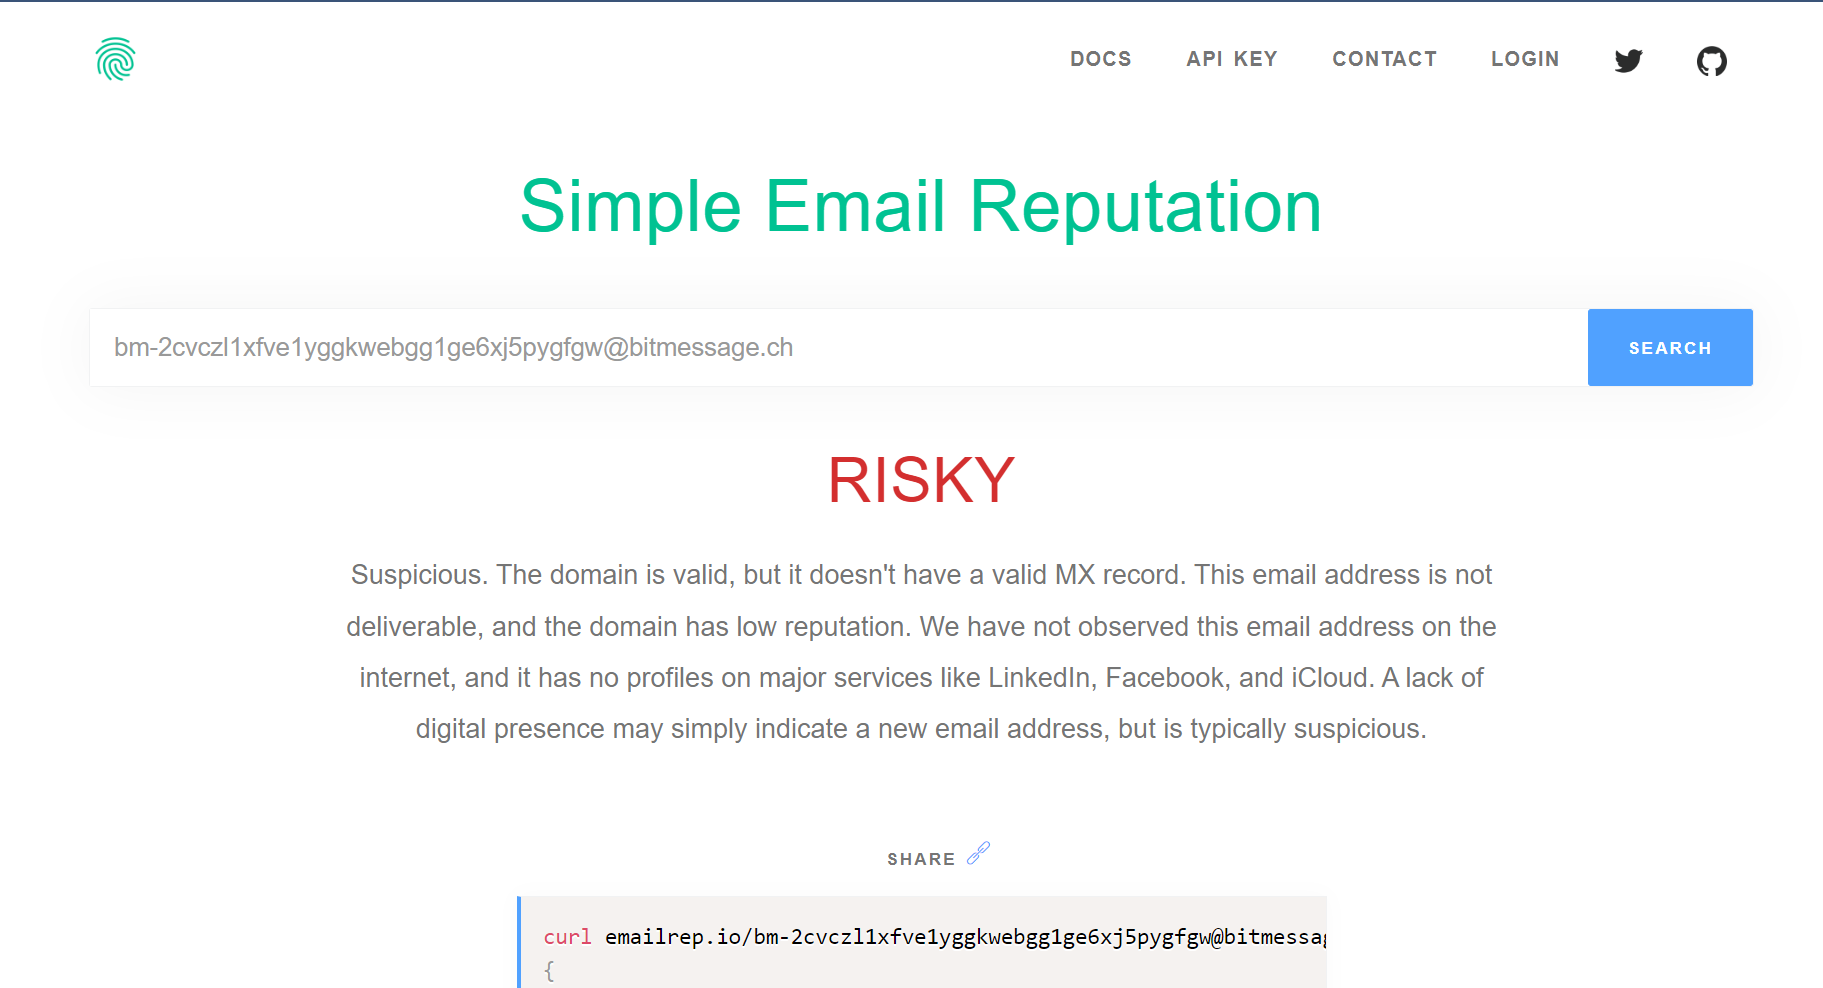 DOCS API KEY CONTACT LOGIN
Simple Email Reputation
bm-2cvczl1xfve1yggkwebgg1ge6xj5pygfgw@bitmessage.ch
SEARCH
RISKY
Suspicious. The domain is valid, but it doesn't have a valid MX record. This email address is not
deliverable, and the domain has low reputation. We have not observed this email address on the
internet, and it has no profiles on major services like LinkedIn, Facebook, and iCloud. A lack of
digital presence may simply indicate a new email address, but is typically suspicious.
SHARE
curl emailrep.io/bm-2cvczl1xfve1yggkwebgg1ge6xj5pygfgw@bitmessag
{